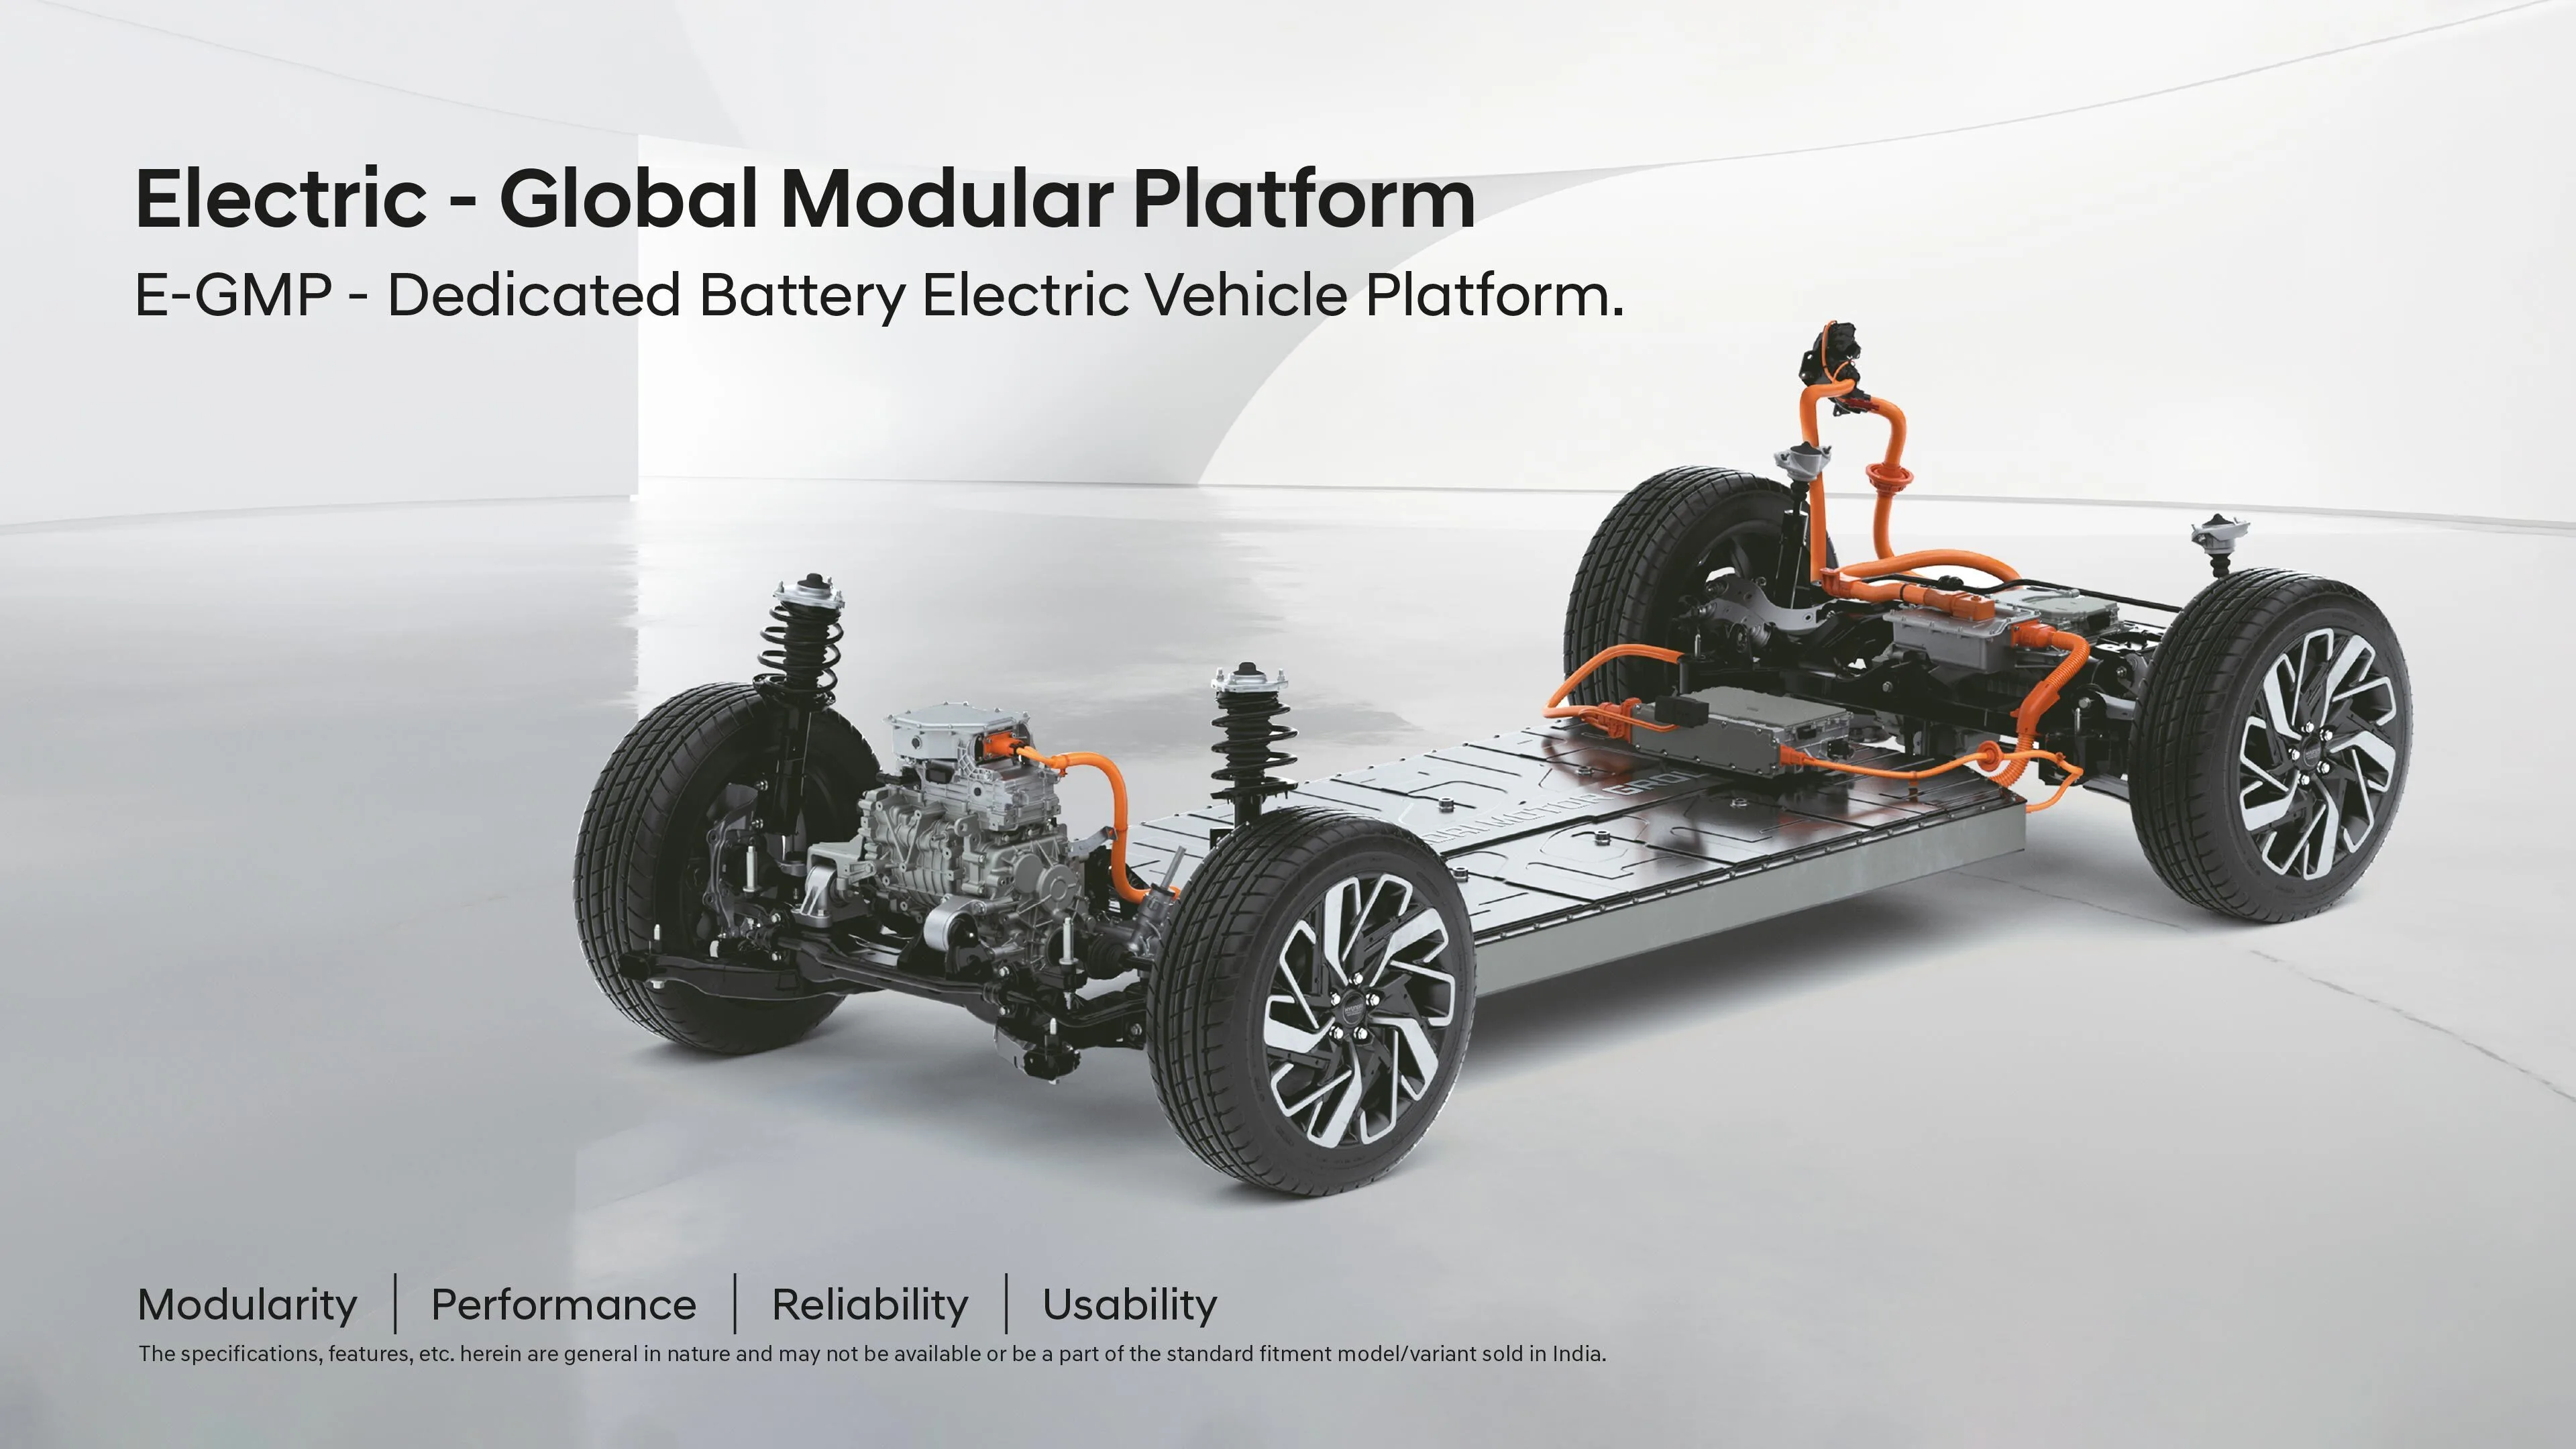 Electric - Global Modular Platform
E-GMP - Dedicated Battery Electric Vehicle Platform.
MOTOR GROU
Modularity | Performance | Reliability | Usability
The specifications, features, etc. herein are general in nature and may not be available or be a part of the standard fitment model/variant sold in India.